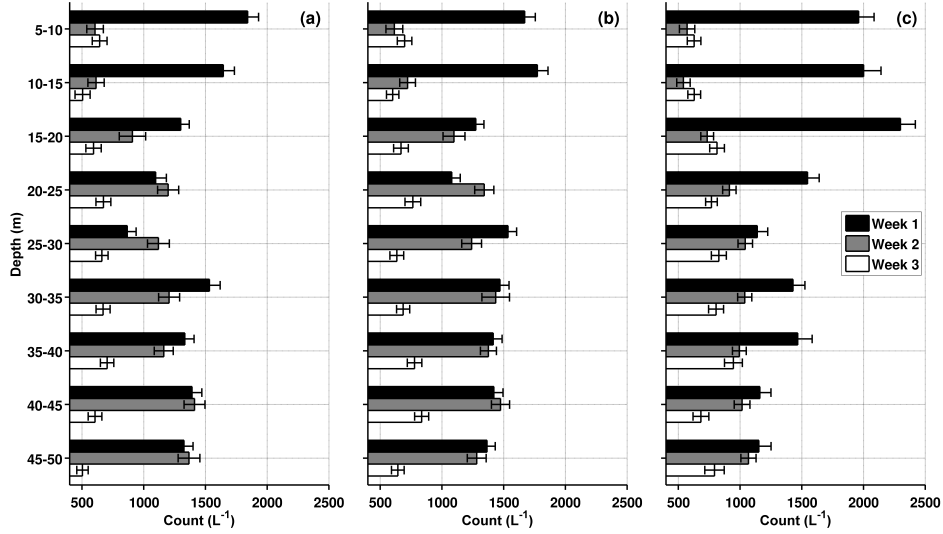 (a)
(b)
(c)
5-10
10-15
15-20
20-25
25-30
30-35
35-40
40-45
45-50
Depth (m)
Week 1
Week 2
Week 3
500 1000 1500 2000 2500
500 1000 1500 2000 2500
500 1000 1500 2000 2500
Count (L⁻¹)
Count (L⁻¹)
Count (L⁻¹)